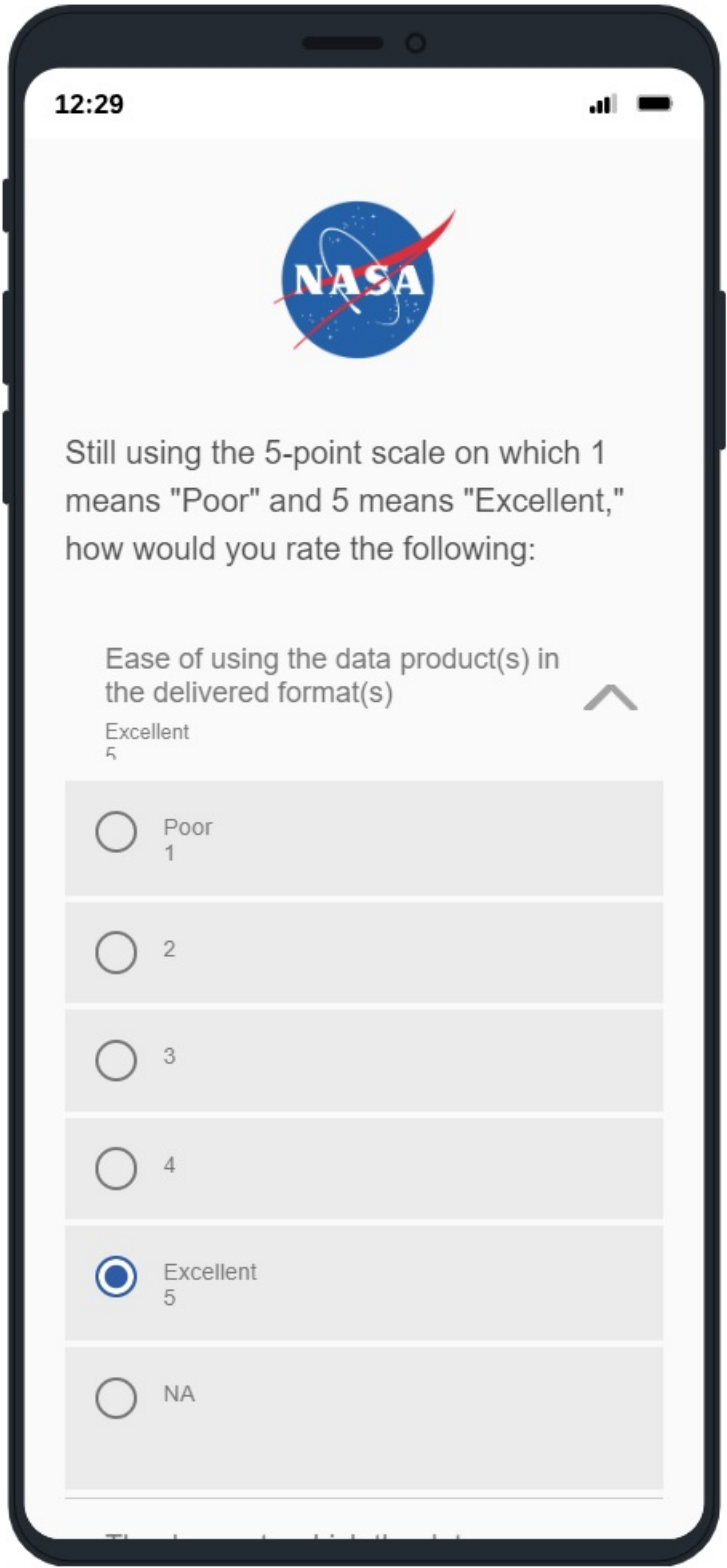 12:29
NASA
Still using the 5-point scale on which 1
means "Poor" and 5 means "Excellent,"
how would you rate the following:
Ease of using the data product(s) in
the delivered format(s)
Excellent
5
Poor
1
2
3
4
Excellent
5
NA